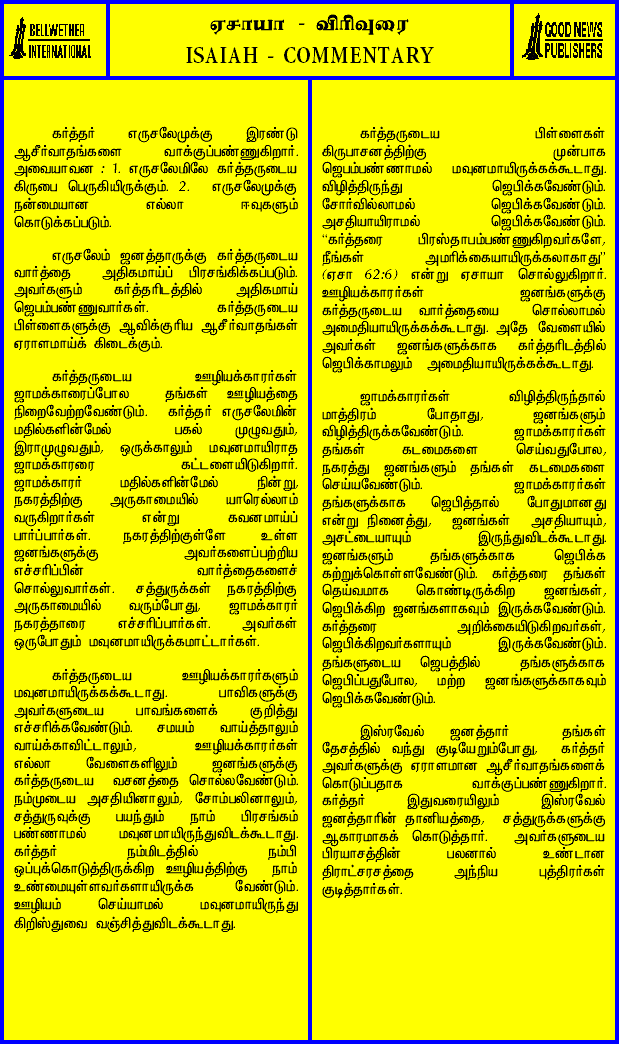 BELLWETHER
INTERNATIONAL
ஏசாயா - விரிவுரை
ISAIAH - COMMENTARY
GOOD NEWS
PUBLISHERS
கர்த்தர் எருசலேமுக்கு இரண்டு
ஆசீர்வாதங்களை வாக்குப்பண்ணுகிறார்.
அவையாவன : 1. எருசலேமிலே கர்த்தருடைய
கிருபை பெருகியிருக்கும். 2. எருசலேமுக்கு
நன்மையான எல்லா ஈவுகளும்
கொடுக்கப்படும்.
எருசலேம் ஜனத்தாருக்கு கர்த்தருடைய
வார்த்தை அதிகமாய்ப் பிரசங்கிக்கப்படும்.
அவர்களும் கர்த்தரிடத்தில் அதிகமாய்
ஜெபம்பண்ணுவார்கள். கர்த்தருடைய
பிள்ளைகளுக்கு ஆவிக்குரிய ஆசீர்வாதங்கள்
ஏராளமாய்க் கிடைக்கும்.
கர்த்தருடைய ஊழியக்காரர்கள்
ஜாமக்காரைப்போல தங்கள் ஊழியத்தை
நிறைவேற்றவேண்டும். கர்த்தர் எருசலேமின்
மதில்களின்மேல் பகல் முழுவதும்,
இராமுழுவதும், ஒருக்காலும் மவுனமாயிராத
ஜாமக்காரரை கட்டளையிடுகிறார்.
ஜாமக்காரர் மதில்களின்மேல் நின்று,
நகரத்திற்கு அருகாமையில் யாரெல்லாம்
வருகிறார்கள் என்று கவனமாய்ப்
பார்ப்பார்கள். நகரத்திற்குள்ளே உள்ள
ஜனங்களுக்கு அவர்களைப்பற்றிய
எச்சரிப்பின் வார்த்தைகளைச்
சொல்லுவார்கள். சத்துருக்கள் நகரத்திற்கு
அருகாமையில் வரும்போது, ஜாமக்காரர்
நகரத்தாரை எச்சரிப்பார்கள். அவர்கள்
ஒருபோதும் மவுனமாயிருக்கமாட்டார்கள்.
கர்த்தருடைய ஊழியக்காரர்களும்
மவுனமாயிருக்கக்கூடாது. பாவிகளுக்கு
அவர்களுடைய பாவங்களைக் குறித்து
எச்சரிக்கவேண்டும். சமயம் வாய்த்தாலும்
வாய்க்காவிட்டாலும், ஊழியக்காரர்கள்
எல்லா வேளைகளிலும் ஜனங்களுக்கு
கர்த்தருடைய வசனத்தை சொல்லவேண்டும்.
நம்முடைய அசதியினாலும், சோம்பலினாலும்,
சத்துருவுக்கு பயந்தும் நாம் பிரசங்கம்
பண்ணாமல் மவுனமாயிருந்துவிடக்கூடாது.
கர்த்தர் நம்மிடத்தில் நம்பி
ஒப்புக்கொடுத்திருக்கிற ஊழியத்திற்கு நாம்
உண்மையுள்ளவர்களாயிருக்க வேண்டும்.
ஊழியம் செய்யாமல் மவுனமாயிருந்து
கிறிஸ்துவை வஞ்சித்துவிடக்கூடாது.
கர்த்தருடைய பிள்ளைகள்
கிருபாசனத்திற்கு முன்பாக
ஜெபம்பண்ணாமல் மவுனமாயிருக்கக்கூடாது.
விழித்திருந்து ஜெபிக்கவேண்டும்.
சோர்வில்லாமல் ஜெபிக்கவேண்டும்.
அசதியாயிராமல் ஜெபிக்கவேண்டும்.
“கர்த்தரை பிரஸ்தாபம்பண்ணுகிறவர்களே,
நீங்கள் அமரிக்கையாயிருக்கலாகாது”
(ஏசா 62:6) என்று ஏசாயா சொல்லுகிறார்.
ஊழியக்காரர்கள் ஜனங்களுக்கு
கர்த்தருடைய வார்த்தையை சொல்லாமல்
அமைதியாயிருக்கக்கூடாது. அதே வேளையில்
அவர்கள் ஜனங்களுக்காக கர்த்தரிடத்தில்
ஜெபிக்காமலும் அமைதியாயிருக்கக்கூடாது.
ஜாமக்காரர்கள் விழித்திருந்தால்
மாத்திரம் போதாது, ஜனங்களும்
விழித்திருக்கவேண்டும். ஜாமக்காரர்கள்
தங்கள் கடமைகளை செய்வதுபோல,
நகரத்து ஜனங்களும் தங்கள் கடமைகளை
செய்யவேண்டும். ஜாமக்காரர்கள்
தங்களுக்காக ஜெபித்தால் போதுமானது
என்று நினைத்து, ஜனங்கள் அசதியாயும்,
அசட்டையாயும் இருந்துவிடக்கூடாது.
ஜனங்களும் தங்களுக்காக ஜெபிக்க
கற்றுக்கொள்ளவேண்டும். கர்த்தரை தங்கள்
தெய்வமாக கொண்டிருக்கிற ஜனங்கள்,
ஜெபிக்கிற ஜனங்களாகவும் இருக்கவேண்டும்.
கர்த்தரை அறிக்கையிடுகிறவர்கள்,
ஜெபிக்கிறவர்களாயும் இருக்கவேண்டும்.
தங்களுடைய ஜெபத்தில் தங்களுக்காக
ஜெபிப்பதுபோல, மற்ற ஜனங்களுக்காகவும்
ஜெபிக்கவேண்டும்.
இஸ்ரவேல் ஜனத்தார் தங்கள்
தேசத்தில் வந்து குடியேறும்போது, கர்த்தர்
அவர்களுக்கு ஏராளமான ஆசீர்வாதங்களைக்
கொடுப்பதாக வாக்குப்பண்ணுகிறார்.
கர்த்தர் இதுவரையிலும் இஸ்ரவேல்
ஜனத்தாரின் தானியத்தை, சத்துருக்களுக்கு
ஆகாரமாகக் கொடுத்தார். அவர்களுடைய
பிரயாசத்தின் பலனால் உண்டான
திராட்சரசத்தை அந்நிய புத்திரர்கள்
குடித்தார்கள்.